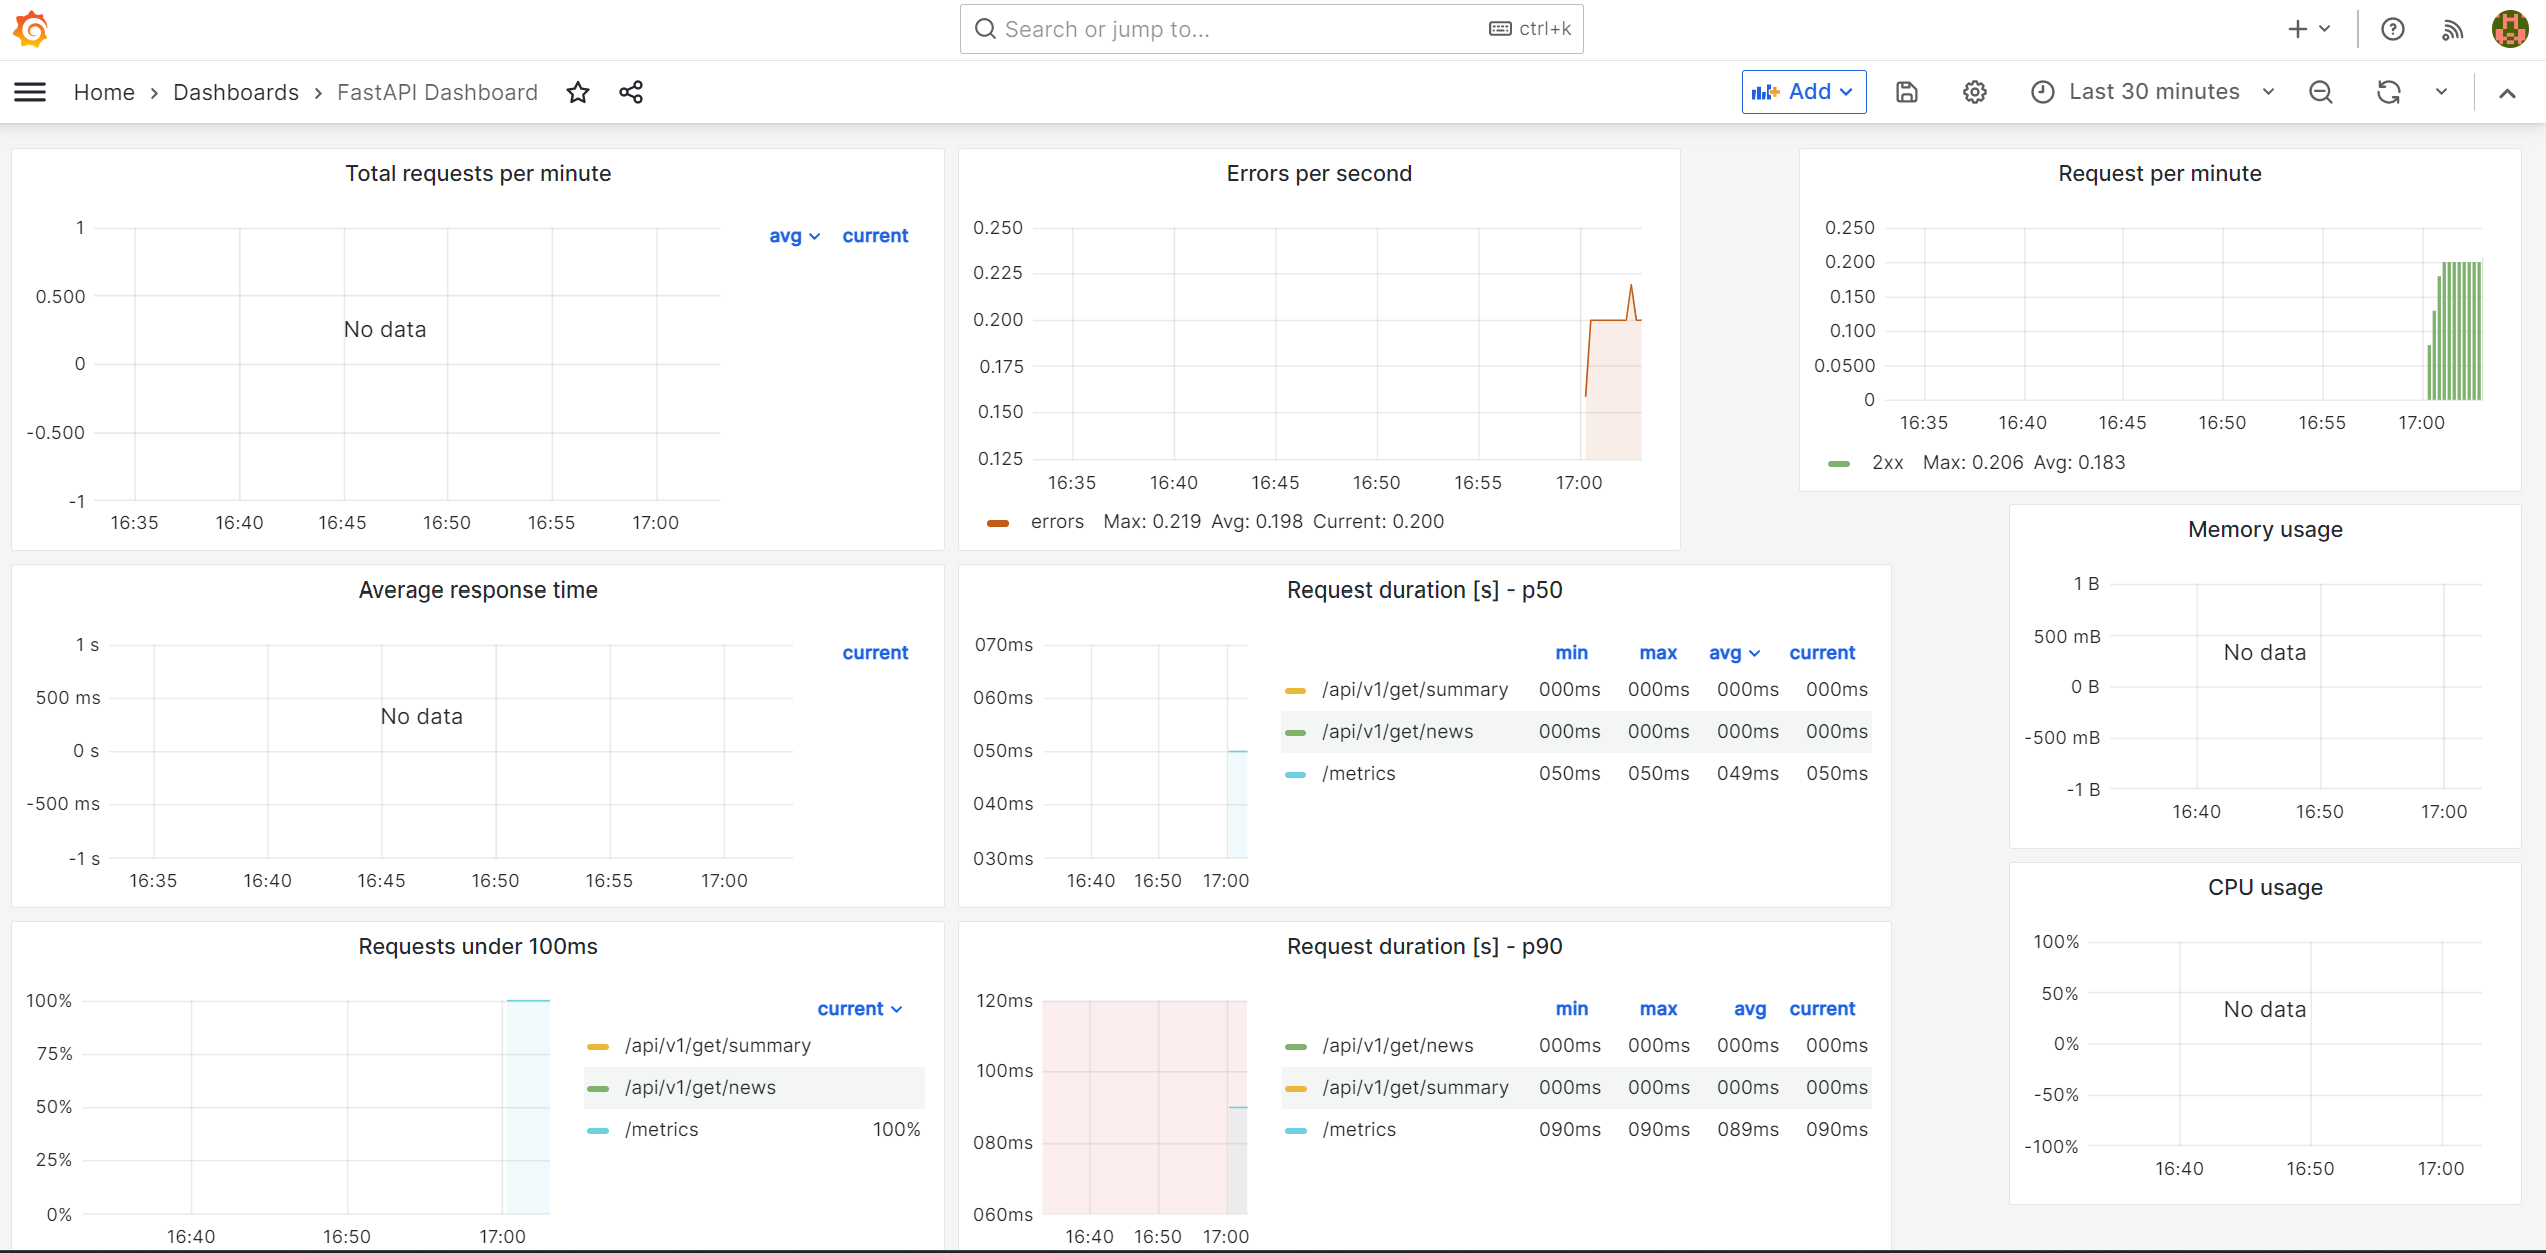 Search or jump to... ctrl+k
Home › Dashboards › FastAPI Dashboard
Add
Last 30 minutes
Total requests per minute
1
0.500
0
-0.500
-1
No data
16:35 16:40 16:45 16:50 16:55 17:00
avg current
Errors per second
0.250
0.225
0.200
0.175
0.150
0.125
16:35 16:40 16:45 16:50 16:55 17:00
errors Max: 0.219 Avg: 0.198 Current: 0.200
Request per minute
0.250
0.200
0.150
0.100
0.0500
0
16:35 16:40 16:45 16:50 16:55 17:00
2xx Max: 0.206 Avg: 0.183
Average response time
1 s
500 ms
0 s
-500 ms
-1 s
No data
16:35 16:40 16:45 16:50 16:55 17:00
current
Request duration [s] - p50
070ms
060ms
050ms
040ms
030ms
16:40 16:50 17:00
min max avg current
/api/v1/get/summary 000ms 000ms 000ms 000ms
/api/v1/get/news 000ms 000ms 000ms 000ms
/metrics 050ms 050ms 049ms 050ms
Memory usage
1 B
500 mB
0 B
-500 mB
-1 B
No data
16:40 16:50 17:00
Requests under 100ms
100%
75%
50%
25%
0%
16:40 16:50 17:00
current
/api/v1/get/summary
/api/v1/get/news
/metrics 100%
Request duration [s] - p90
120ms
100ms
080ms
060ms
16:40 16:50 17:00
min max avg current
/api/v1/get/news 000ms 000ms 000ms 000ms
/api/v1/get/summary 000ms 000ms 000ms 000ms
/metrics 090ms 090ms 089ms 090ms
CPU usage
100%
50%
0%
-50%
-100%
No data
16:40 16:50 17:00